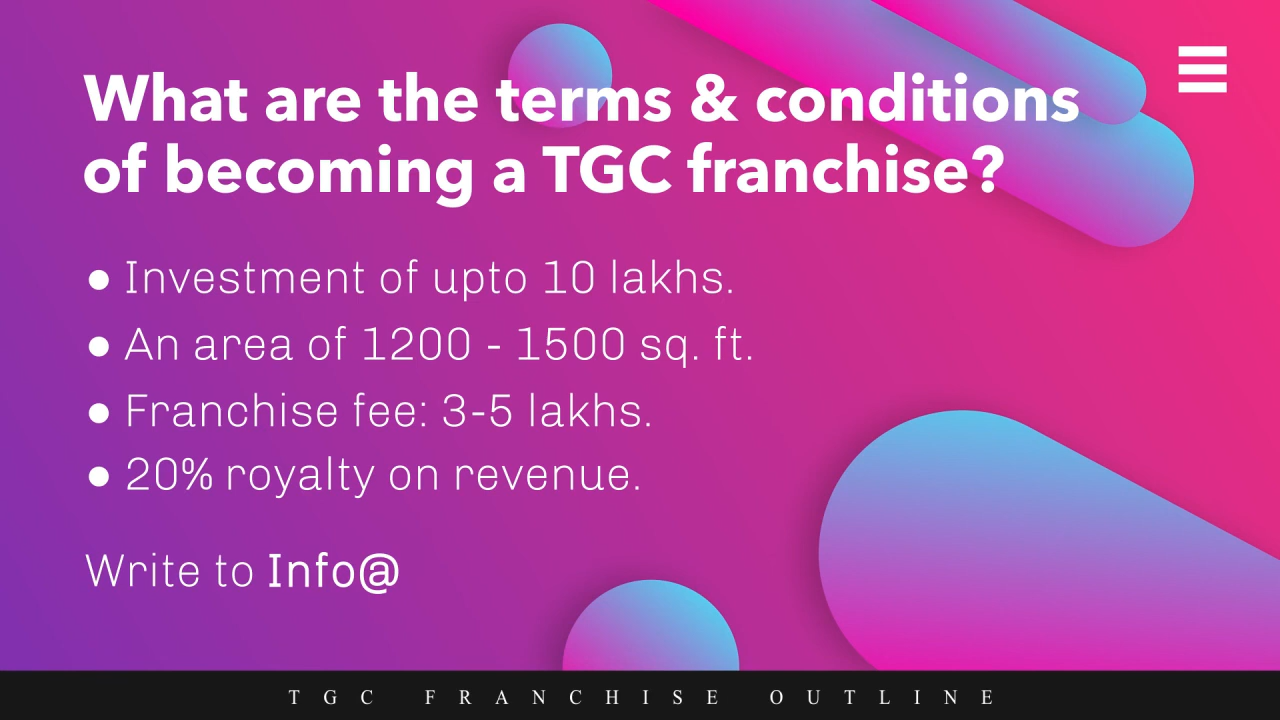 What are the terms & conditions
of becoming a TGC franchise?
● Investment of upto 10 lakhs.
● An area of 1200 - 1500 sq. ft.
● Franchise fee: 3-5 lakhs.
● 20% royalty on revenue.
Write to Info@
TGC FRANCHISE OUTLINE